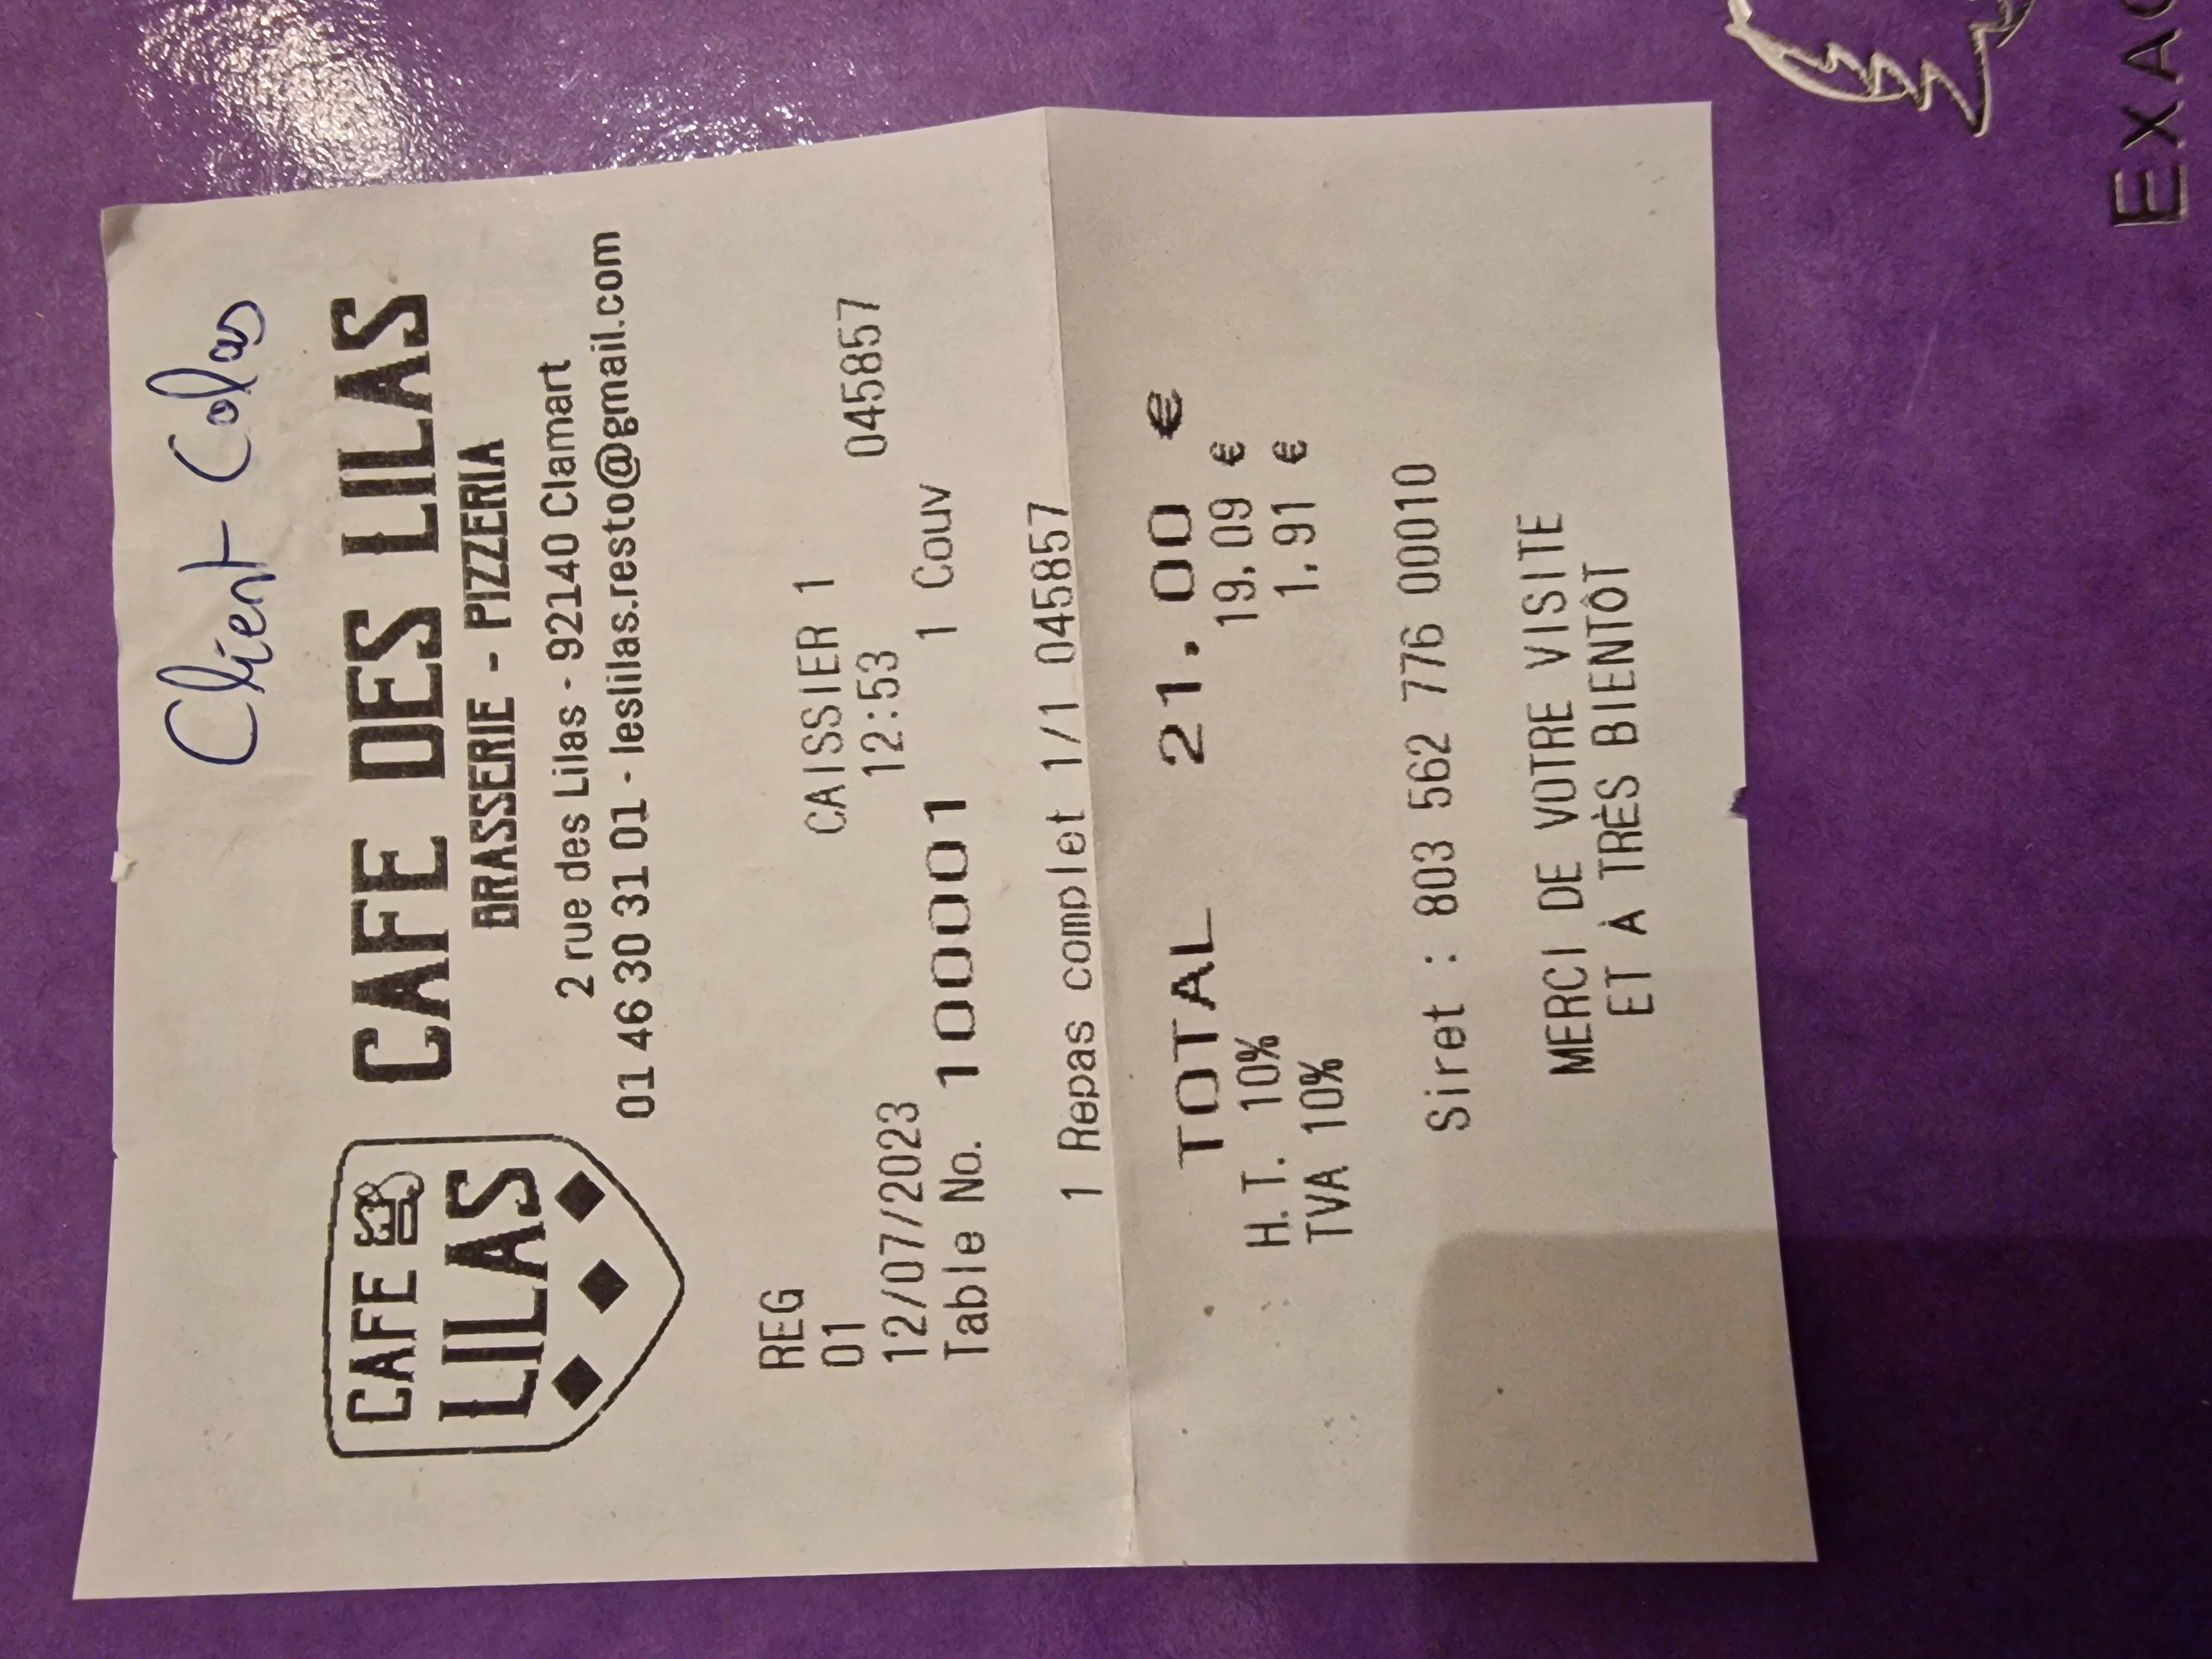 Client Colas
CAFE
LILAS
CAFE DES LILAS
BRASSERIE - PIZZERIA
2 rue des Lilas - 92140 Clamart
01 46 30 31 01 - leslilas.resto@gmail.com
REG
01 CAISSIER 1
12/07/2023 12:53 045857
Table No. 100001 1 Couv
1 Repas complet 1/1 045857
TOTAL 21.00 €
H.T. 10% 19.09 €
TVA 10% 1.91 €
Siret : 803 562 776 00010
MERCI DE VOTRE VISITE
ET À TRÈS BIENTÔT